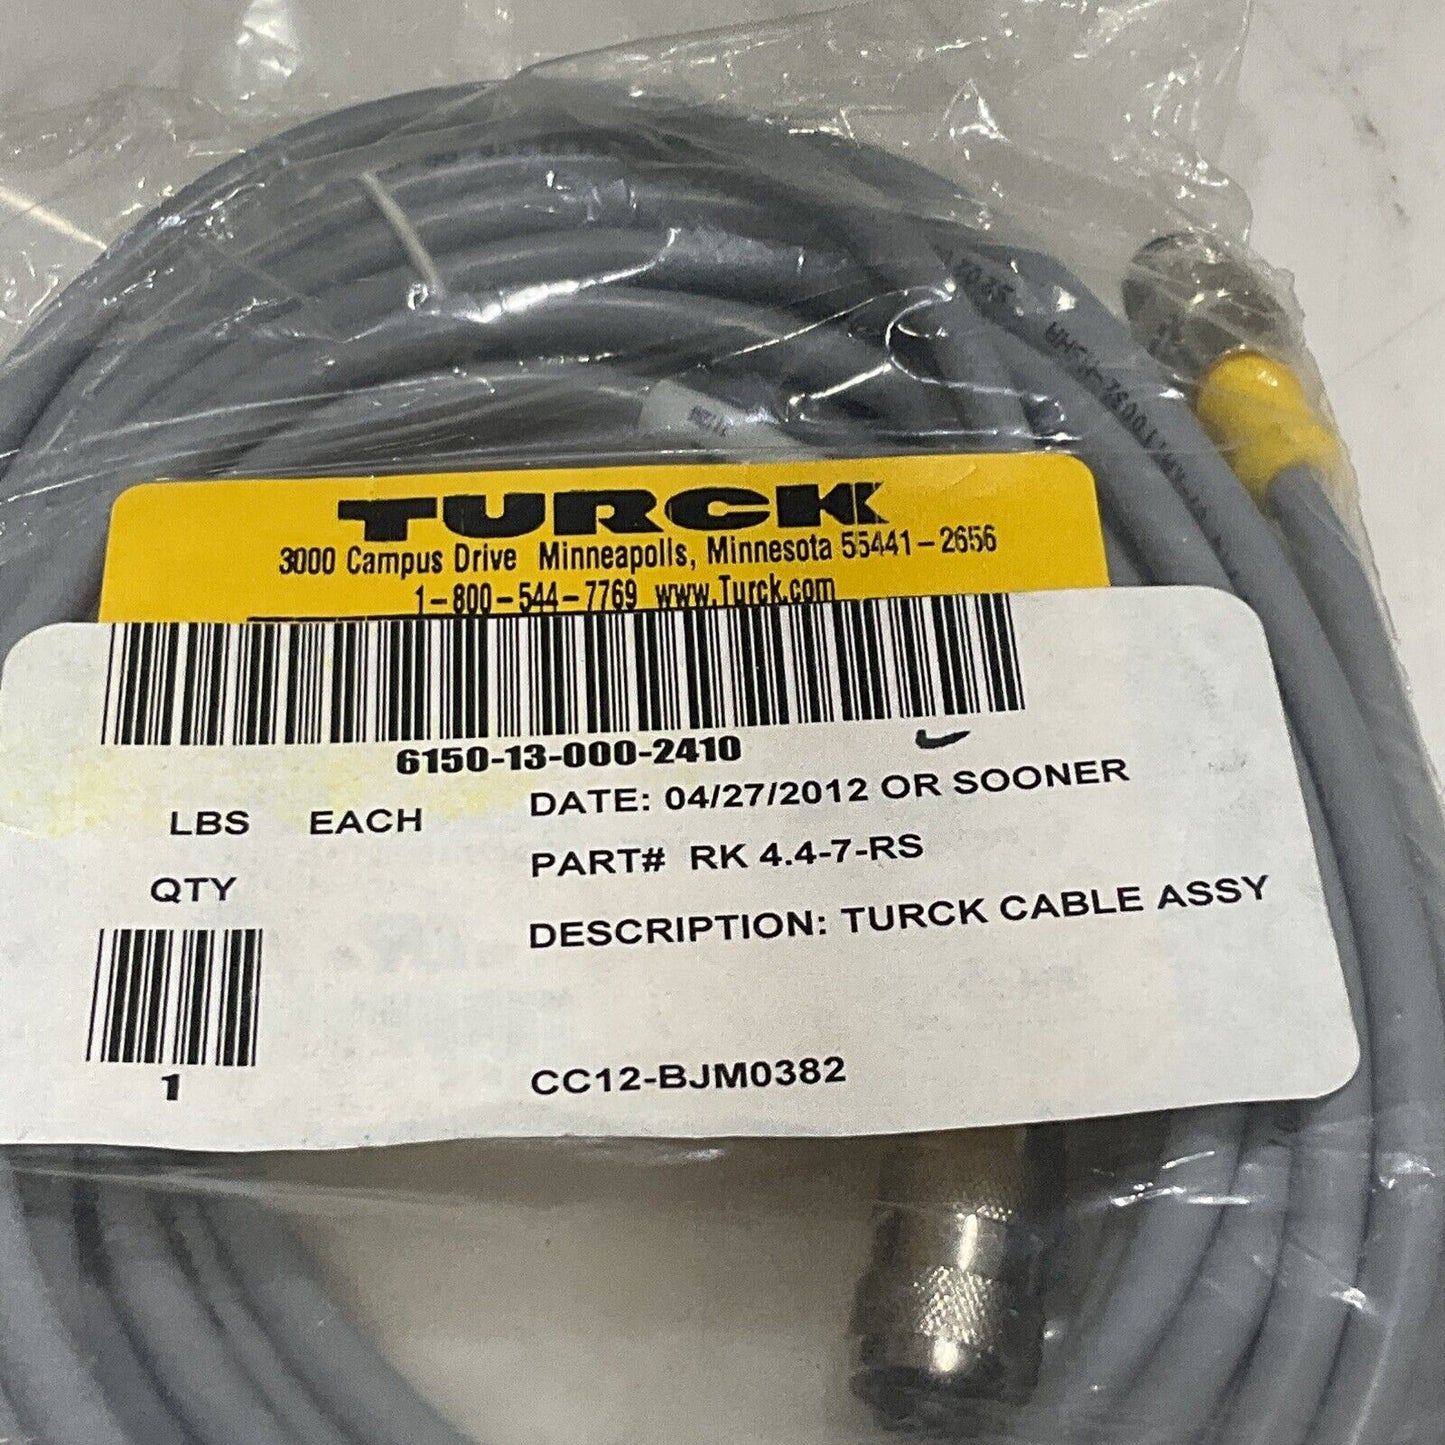 TURCK
3000 Campus Drive Minneapolis, Minnesota 55441-2656
1-800-544-7769 www.Turck.com
6150-13-000-2410
LBS EACH
DATE: 04/27/2012 OR SOONER
PART# RK 4.4-7-RS
QTY
DESCRIPTION: TURCK CABLE ASSY
1
CC12-BJM0382